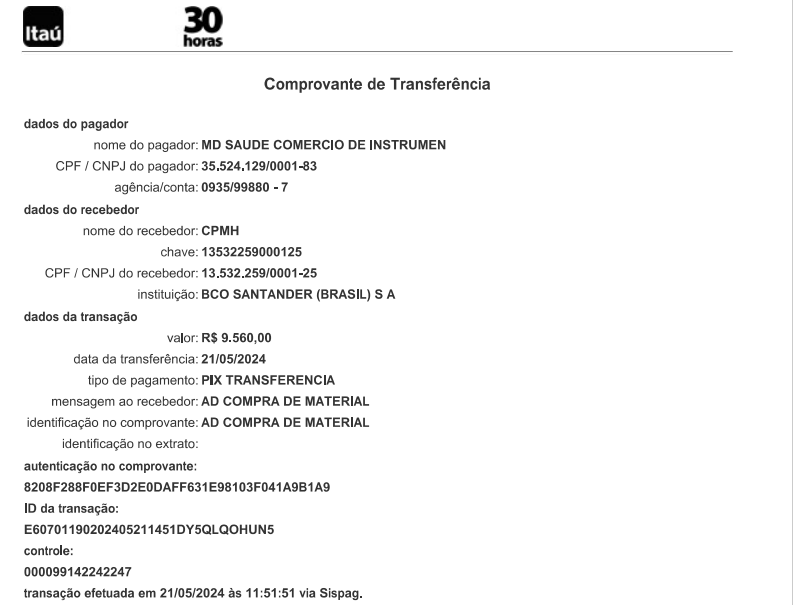 Itaú
30
horas
Comprovante de Transferência
dados do pagador
nome do pagador: MD SAUDE COMERCIO DE INSTRUMEN
CPF / CNPJ do pagador: 35.524.129/0001-83
agência/conta: 0935/99880 - 7
dados do recebedor
nome do recebedor: CPMH
chave: 13532259000125
CPF / CNPJ do recebedor: 13.532.259/0001-25
instituição: BCO SANTANDER (BRASIL) S A
dados da transação
valor: R$ 9.560,00
data da transferência: 21/05/2024
tipo de pagamento: PIX TRANSFERENCIA
mensagem ao recebedor: AD COMPRA DE MATERIAL
identificação no comprovante: AD COMPRA DE MATERIAL
identificação no extrato:
autenticação no comprovante:
8208F288F0EF3D2E0DAFF631E98103F041A9B1A9
ID da transação:
E60701190202405211451DY5QLQOHUN5
controle:
000099142242247
transação efetuada em 21/05/2024 às 11:51:51 via Sispag.